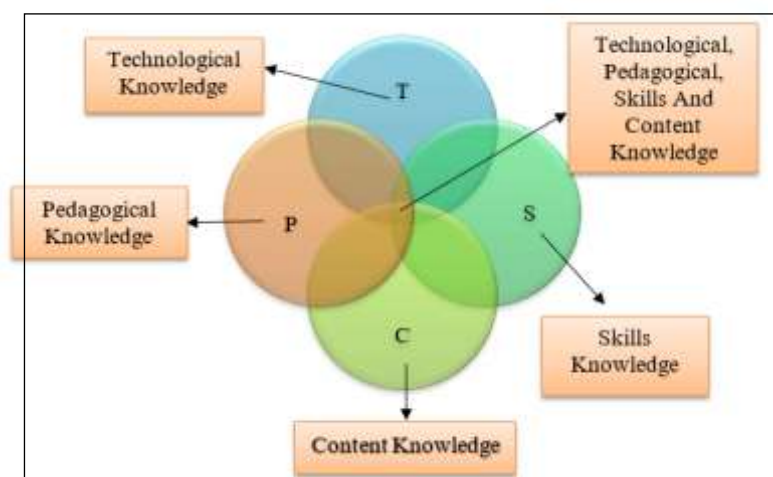 Technological
Knowledge
Technological,
Pedagogical,
Skills And
Content
Knowledge
T
Pedagogical
Knowledge
P
S
C
Skills
Knowledge
Content Knowledge